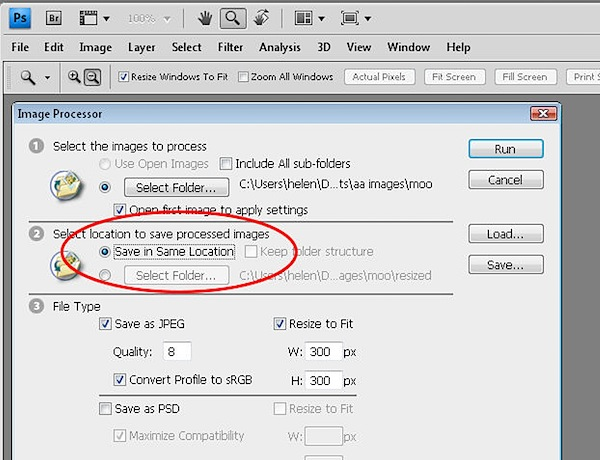 Ps Br 100%
File Edit Image Layer Select Filter Analysis 3D View Window Help
Resize Windows To Fit Zoom All Windows Actual Pixels Fit Screen Fill Screen Print S
Image Processor
1 Select the images to process
Run
Use Open Images Include All sub-folders
Select Folder... C:\Users\helen\D...ts\aa images\moo
Cancel
Open first image to apply settings
2 Select location to save processed images
Load...
Save in Same Location Keep folder structure
Save...
Select Folder... C:\Users\helen\D...ages\moo\resized
3 File Type
Save as JPEG Resize to Fit
Quality: 8 W: 300 px
Convert Profile to sRGB H: 300 px
Save as PSD Resize to Fit
Maximize Compatibility W: px
H: px